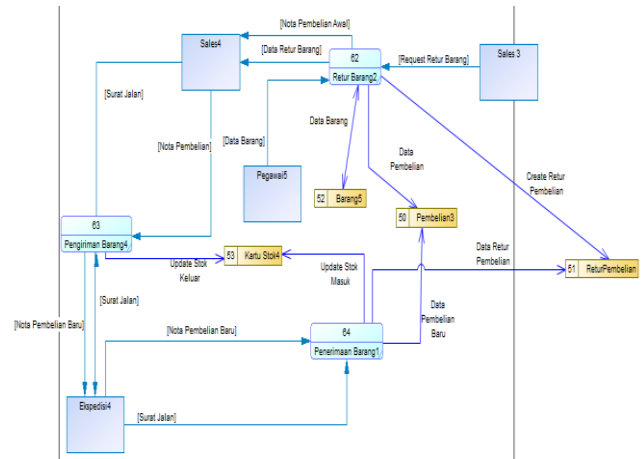 [Nota Pembelian Awal]
Sales4
62
Sales 3
[Data Retur Barang]
[Request Retur Barang]
Retur Barang2
[Surat Jalan]
Data Barang
[Data Barang]
[Nota Pembelian]
Data
Pembelian
Pegawai5
Create Retur
Pembelian
52
Barang5
50
Pembelian3
63
Pengiriman Barang4
53
Kartu Stok4
Update Stok
Keluar
Update Stok
Masuk
Data Retur
Pembelian
51
ReturPembelian
[Surat Jalan]
Data
Pembelian
Baru
[Nota Pembelian Baru]
[Nota Pembelian Baru]
64
Penerimaan Barang1
Ekspedisi4
[Surat Jalan]